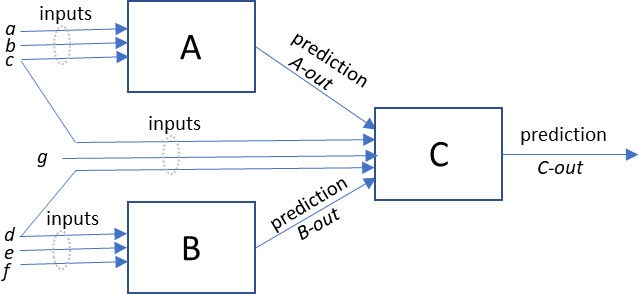 inputs
a
b
c
A
prediction
A-out
inputs
g
C
prediction
C-out
prediction
B-out
inputs
d
e
f
B